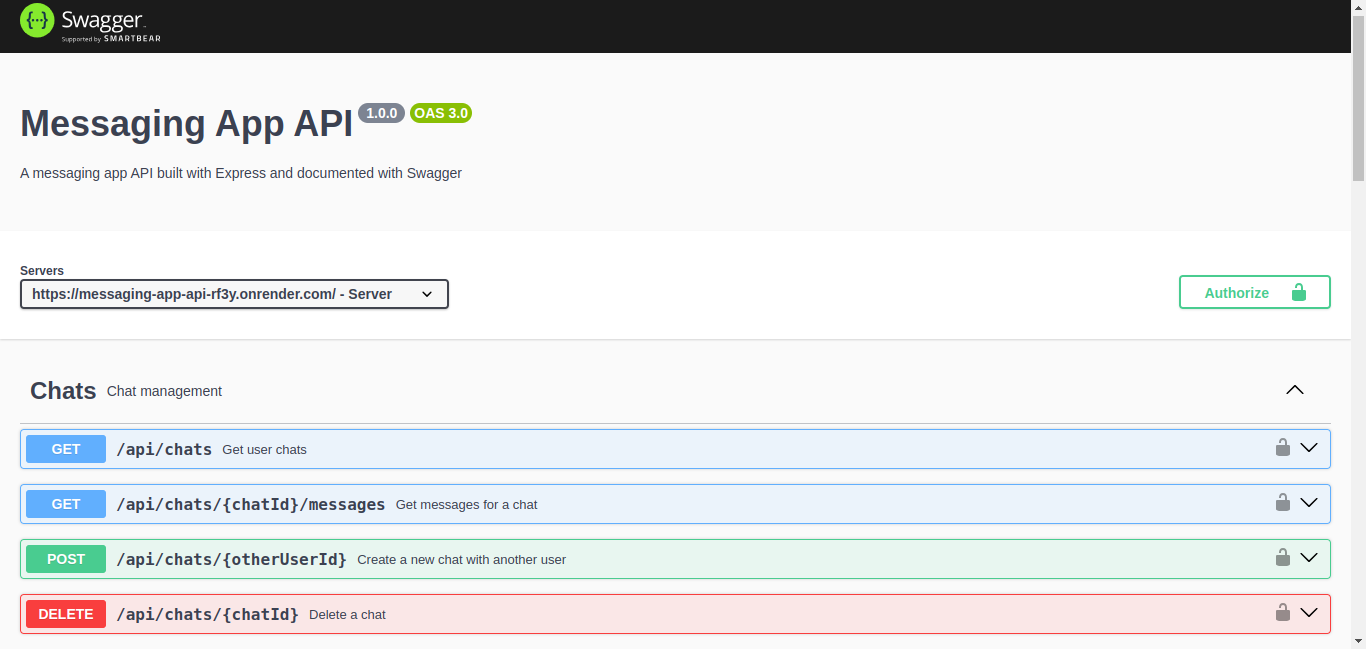 Swagger
Supported by SMARTBEAR
Messaging App API 1.0.0 OAS 3.0
A messaging app API built with Express and documented with Swagger
Servers
https://messaging-app-api-rf3y.onrender.com/ - Server
Authorize
Chats Chat management
GET /api/chats Get user chats
GET /api/chats/{chatId}/messages Get messages for a chat
POST /api/chats/{otherUserId} Create a new chat with another user
DELETE /api/chats/{chatId} Delete a chat